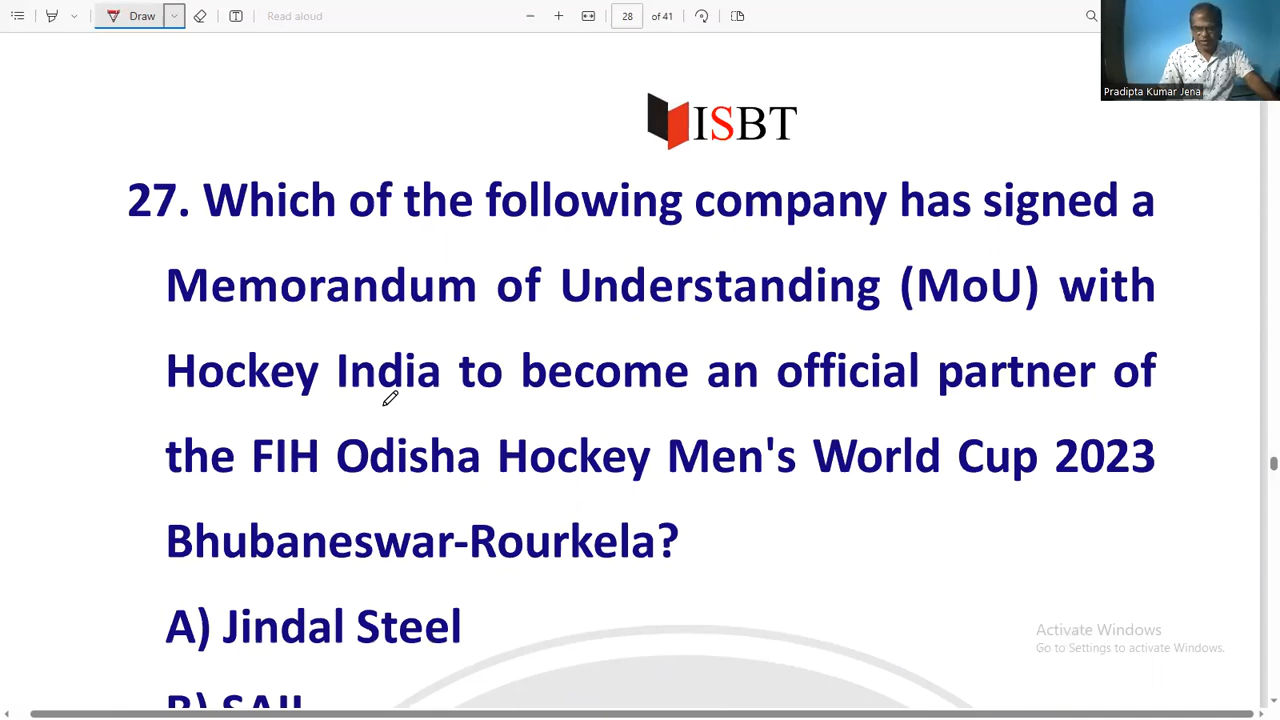 Draw
Read aloud
28
of 41
Pradipta Kumar Jena
ISBT
27. Which of the following company has signed a
Memorandum of Understanding (MoU) with
Hockey India to become an official partner of
the FIH Odisha Hockey Men's World Cup 2023
Bhubaneswar-Rourkela?
A) Jindal Steel
B) SAIL
Activate Windows
Go to Settings to activate Windows.